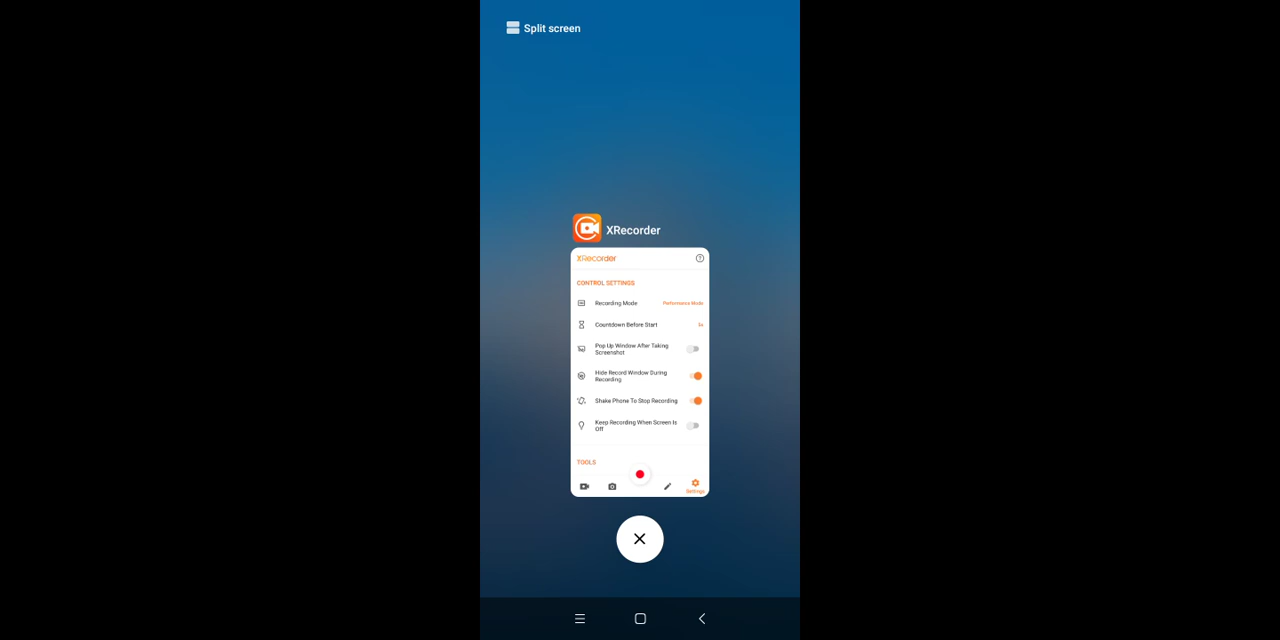 Split screen
XRecorder
XRecorder
CONTROL SETTINGS
Recording Mode Performance Mode
Countdown Before Start
Pop Up Window After Taking
Screenshot
Hide Record Window During
Recording
Shake Phone To Stop Recording
Keep Recording When Screen Is
Off
TOOLS
Settings